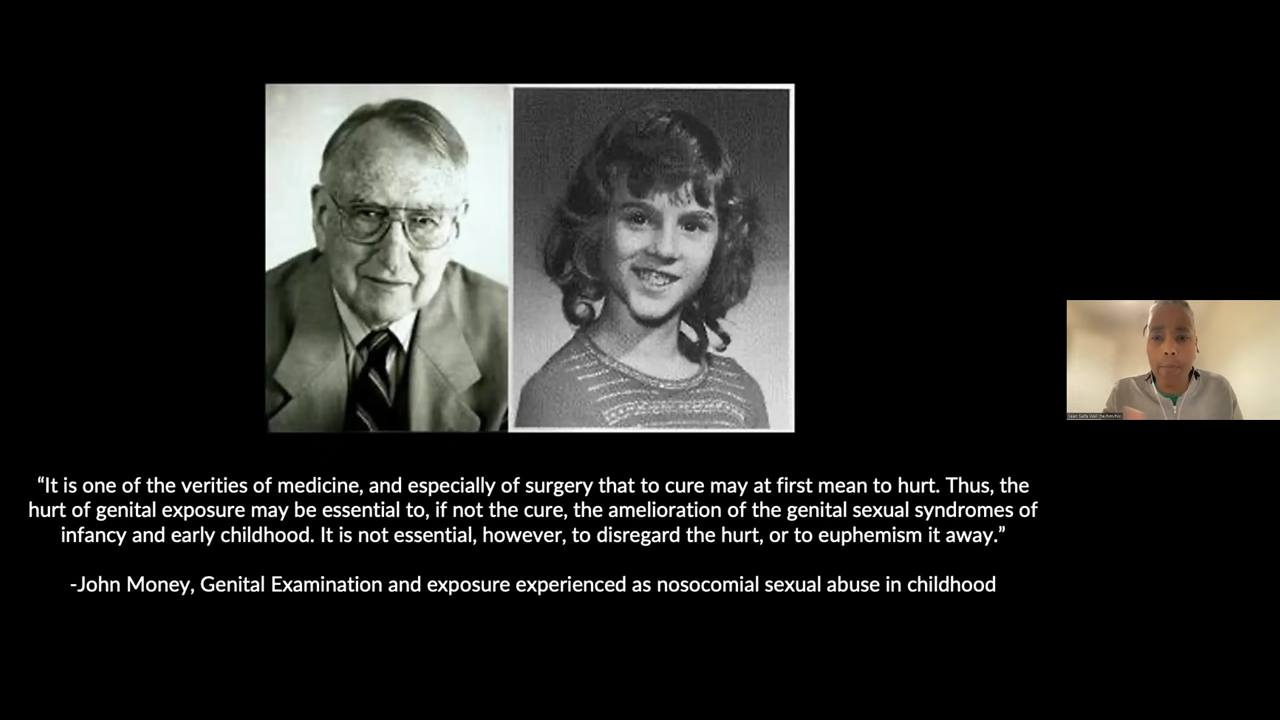 “It is one of the verities of medicine, and especially of surgery that to cure may at first mean to hurt. Thus, the
hurt of genital exposure may be essential to, if not the cure, the amelioration of the genital sexual syndromes of
infancy and early childhood. It is not essential, however, to disregard the hurt, or to euphemism it away.”
-John Money, Genital Examination and exposure experienced as nosocomial sexual abuse in childhood